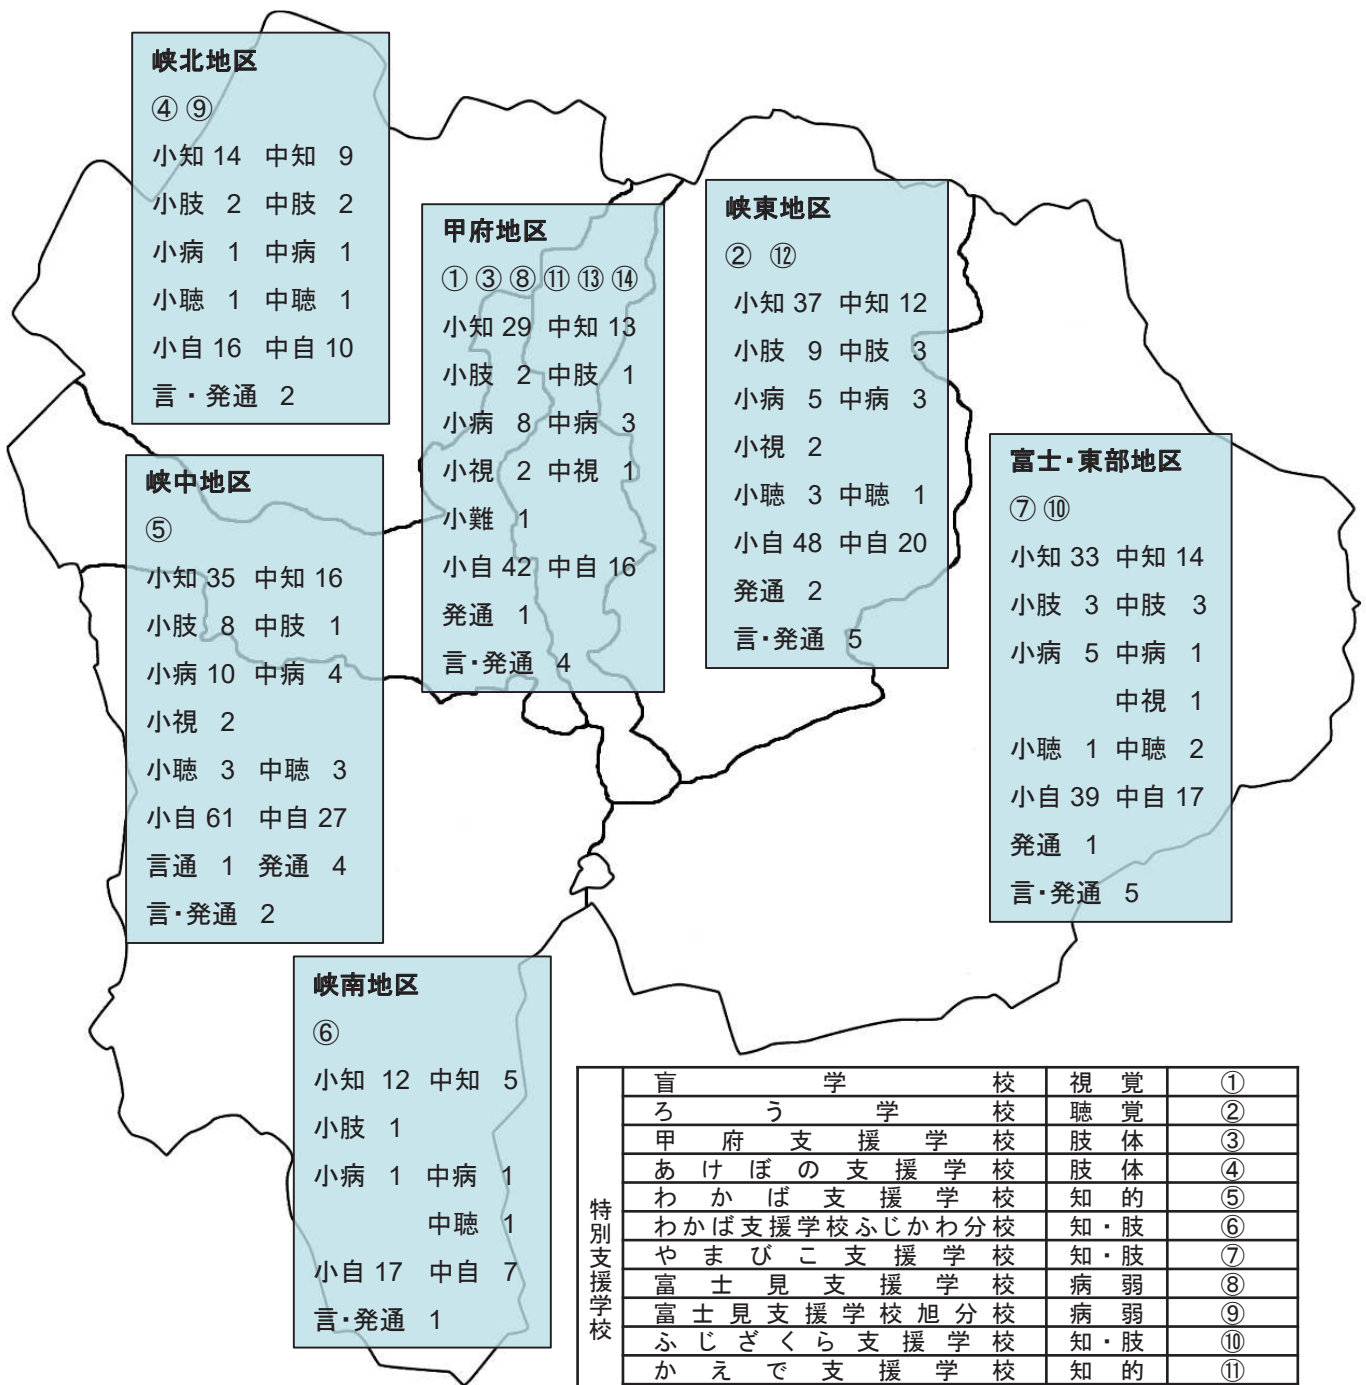 峡北地区
④ ⑨
小知 14 中知 9
小肢 2 中肢 2
小病 1 中病 1
小聴 1 中聴 1
小自 16 中自 10
言・発通 2
甲府地区
① ③ ⑧ ⑪ ⑬ ⑭
小知 29 中知 13
小肢 2 中肢 1
小病 8 中病 3
小視 2 中視 1
小難 1
小自 42 中自 16
発通 1
言・発通 4
峡東地区
② ⑫
小知 37 中知 12
小肢 9 中肢 3
小病 5 中病 3
小視 2
小聴 3 中聴 1
小自 48 中自 20
発通 2
言・発通 5
峡中地区
⑤
小知 35 中知 16
小肢 8 中肢 1
小病 10 中病 4
小視 2
小聴 3 中聴 3
小自 61 中自 27
言通 1 発通 4
言・発通 2
富士・東部地区
⑦ ⑩
小知 33 中知 14
小肢 3 中肢 3
小病 5 中病 1
中視 1
小聴 1 中聴 2
小自 39 中自 17
発通 1
言・発通 5
峡南地区
⑥
小知 12 中知 5
小肢 1
小病 1 中病 1
中聴 1
小自 17 中自 7
言・発通 1
特別支援学校
盲学校 視覚 ①
ろう学校 聴覚 ②
甲府支援学校 肢体 ③
あけぼの支援学校 肢体 ④
わかば支援学校 知的 ⑤
わかば支援学校ふじかわ分校 知・肢 ⑥
やまびこ支援学校 知・肢 ⑦
富士見支援学校 病弱 ⑧
富士見支援学校旭分校 病弱 ⑨
ふじざくら支援学校 知・肢 ⑩
かえで支援学校 知的 ⑪